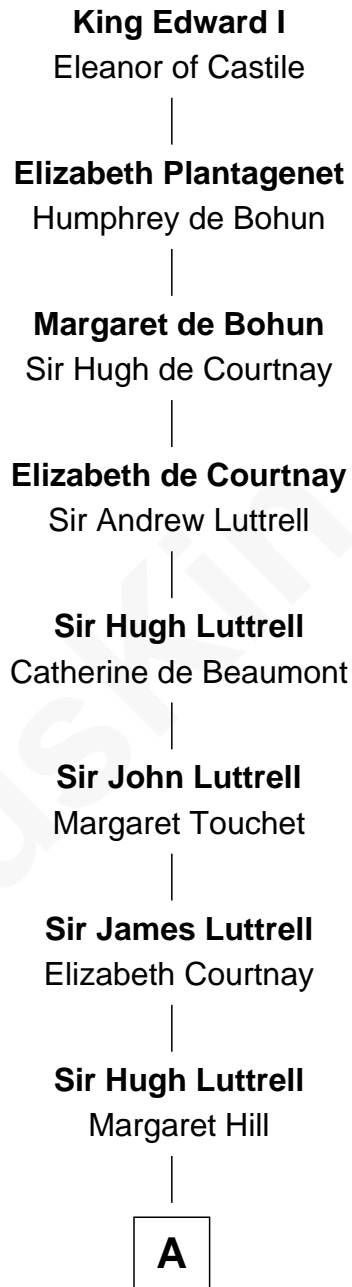 King Edward I
Eleanor of Castile
Elizabeth Plantagenet
Humphrey de Bohun
Margaret de Bohun
Sir Hugh de Courtnay
Elizabeth de Courtnay
Sir Andrew Luttrell
Sir Hugh Luttrell
Catherine de Beaumont
Sir John Luttrell
Margaret Touchet
Sir James Luttrell
Elizabeth Courtnay
Sir Hugh Luttrell
Margaret Hill
A